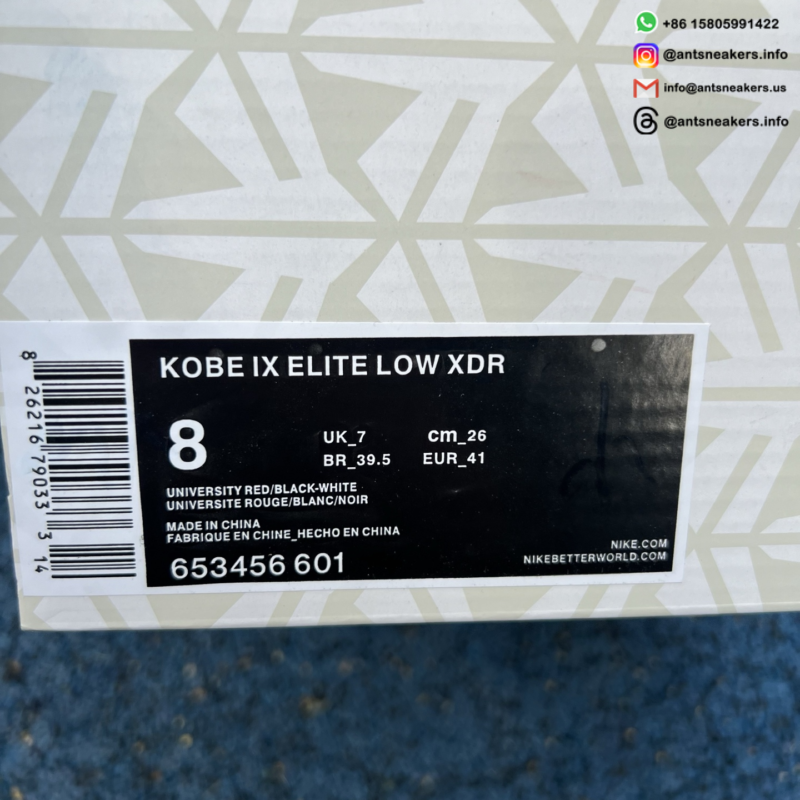 +86 15805991422
@antsneakers.info
info@antsneakers.us
@antsneakers.info
KOBE IX ELITE LOW XDR
8
UK_7 cm_26
BR_39.5 EUR_41
UNIVERSITY RED/BLACK-WHITE
UNIVERSITE ROUGE/BLANC/NOIR
MADE IN CHINA
FABRIQUE EN CHINE_HECHO EN CHINA
653456 601
NIKE.COM
NIKEBETTERWORLD.COM
8 26216 79033 3 14